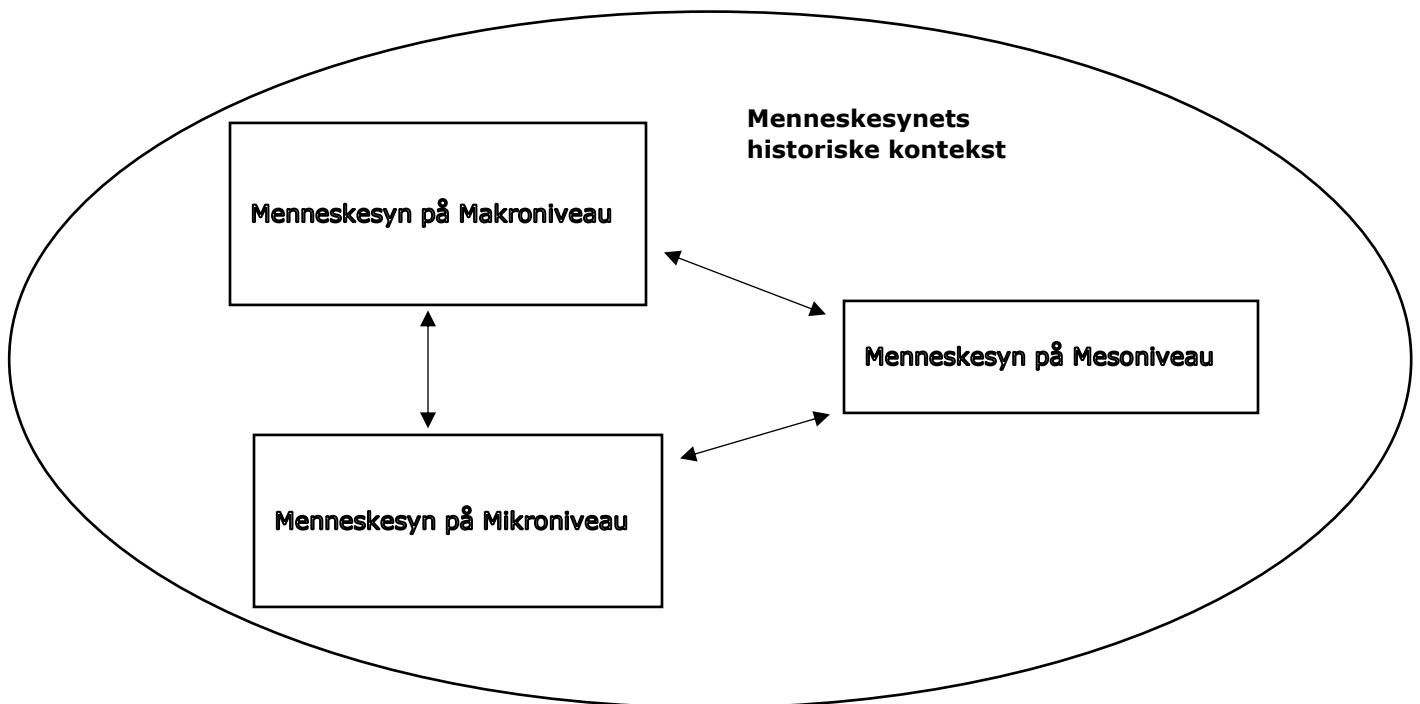 Menneskesynets
historiske kontekst
Menneskesyn på Makroniveau
Menneskesyn på Mesoniveau
Menneskesyn på Mikroniveau